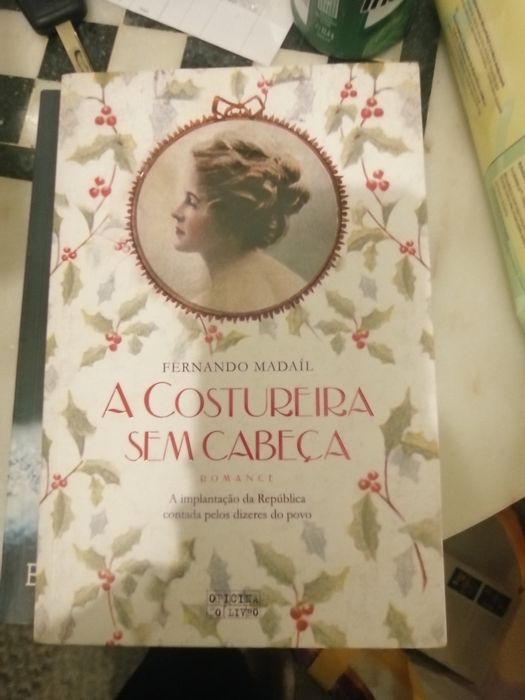 FERNANDO MADAÍL
A COSTUREIRA
SEM CABEÇA
ROMANCE
A implantação da República
contada pelos dizeres do povo
OFICINA
DO LIVRO